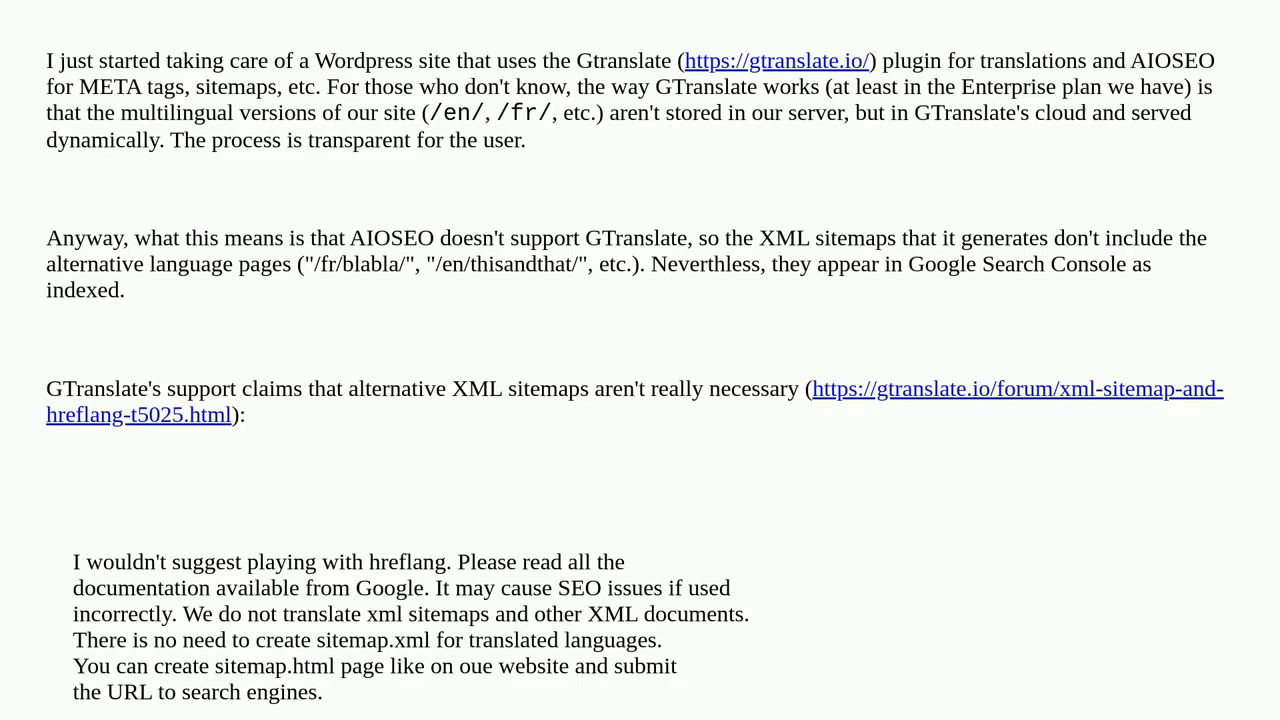 I just started taking care of a Wordpress site that uses the Gtranslate (https://gtranslate.io/) plugin for translations and AIOSEO
for META tags, sitemaps, etc. For those who don't know, the way GTranslate works (at least in the Enterprise plan we have) is
that the multilingual versions of our site (/en/, /fr/, etc.) aren't stored in our server, but in GTranslate's cloud and served
dynamically. The process is transparent for the user.
Anyway, what this means is that AIOSEO doesn't support GTranslate, so the XML sitemaps that it generates don't include the
alternative language pages ("/fr/blabla/", "/en/thisandthat/", etc.). Neverthless, they appear in Google Search Console as
indexed.
GTranslate's support claims that alternative XML sitemaps aren't really necessary (https://gtranslate.io/forum/xml-sitemap-and-
hreflang-t5025.html):
I wouldn't suggest playing with hreflang. Please read all the
documentation available from Google. It may cause SEO issues if used
incorrectly. We do not translate xml sitemaps and other XML documents.
There is no need to create sitemap.xml for translated languages.
You can create sitemap.html page like on oue website and submit
the URL to search engines.